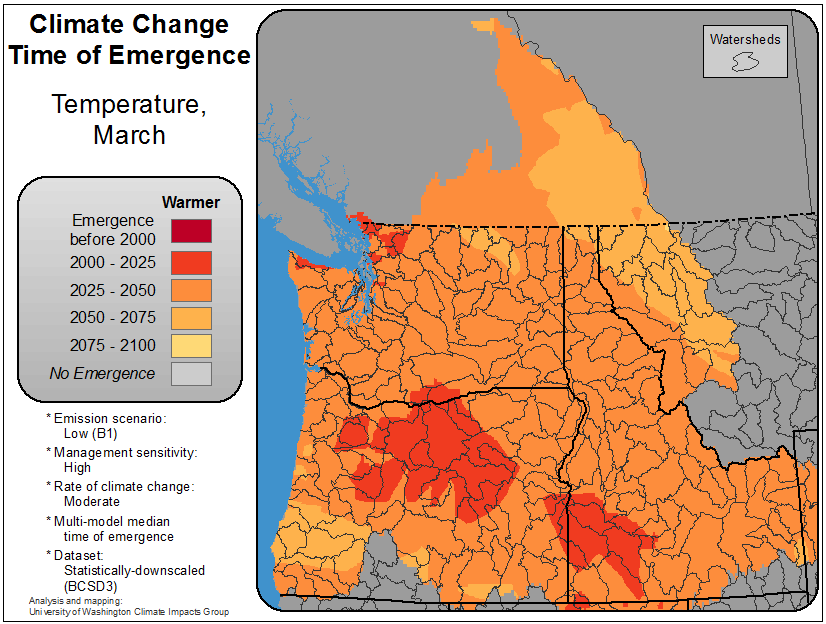 Climate Change
Time of Emergence
Temperature,
March
Warmer
Emergence
before 2000
2000 - 2025
2025 - 2050
2050 - 2075
2075 - 2100
No Emergence
* Emission scenario:
Low (B1)
* Management sensitivity:
High
* Rate of climate change:
Moderate
* Multi-model median
time of emergence
* Dataset:
Statistically-downscaled
(BCSD3)
Analysis and mapping:
University of Washington Climate Impacts Group
Watersheds